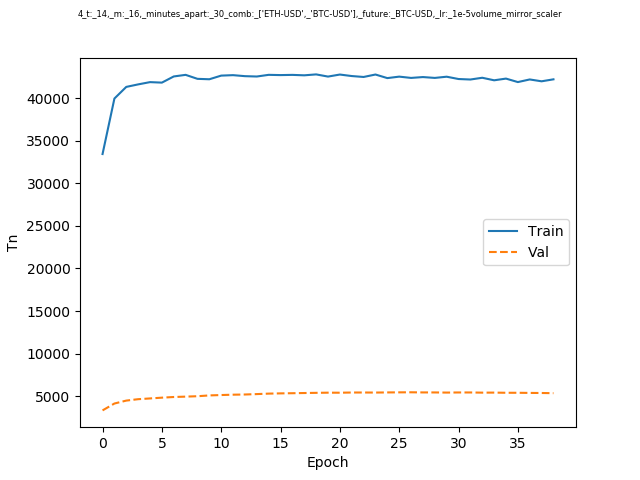 4_t:_14,_m:_16,_minutes_apart:_30_comb:_['ETH-USD',_'BTC-USD'],_future:_BTC-USD,_lr:_1e-5volume_mirror_scaler
40000
35000
30000
25000
20000
15000
10000
5000
Tn
Train
Val
0 5 10 15 20 25 30 35
Epoch